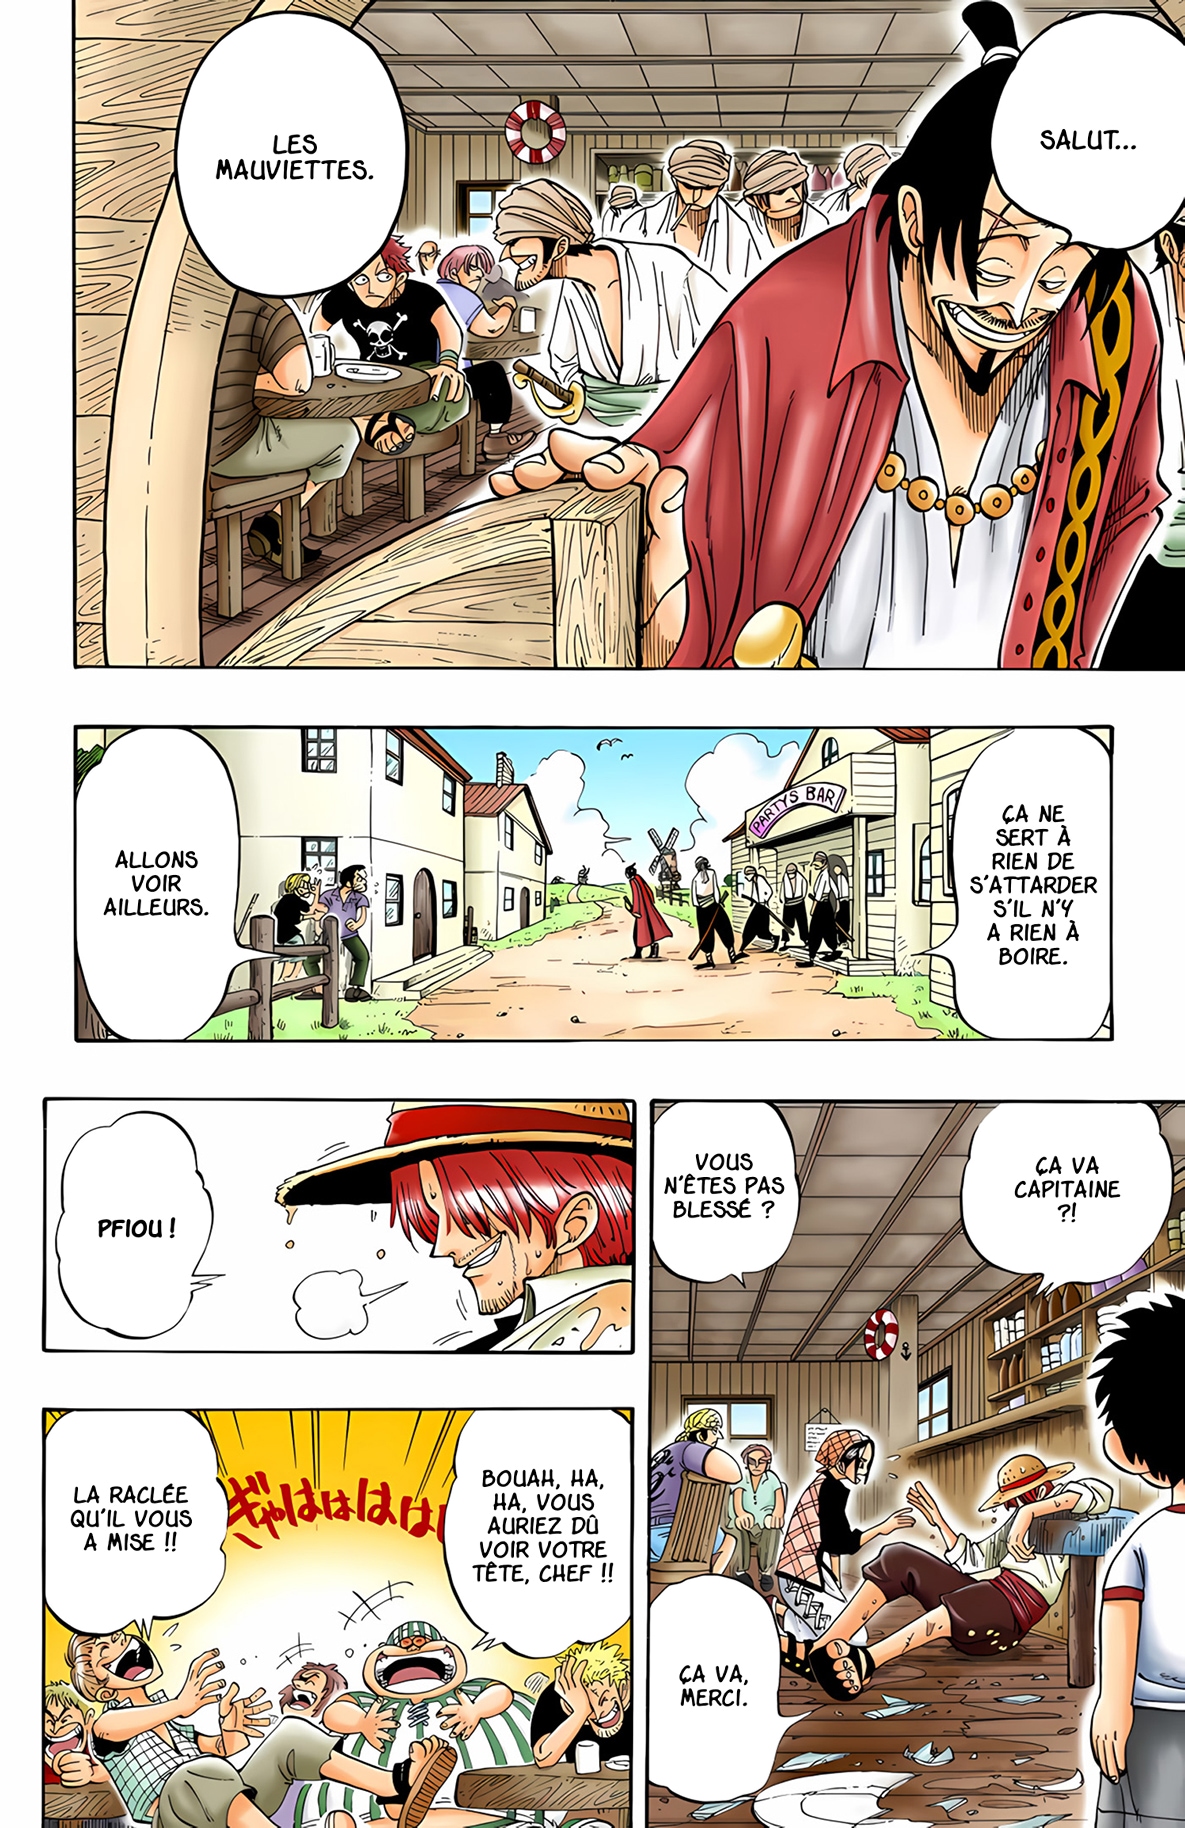 SALUT...
LES
MAUVIETTES.
ÇA NE
SERT À
RIEN DE
S'ATTARDER
S'IL N'Y
A RIEN À
BOIRE.
PARTYS BAR
ALLONS
VOIR
AILLEURS.
ÇA VA
CAPITAINE
?!
VOUS
N'ÊTES PAS
BLESSÉ ?
ÇA VA,
MERCI.
PFIOU !
BOUAH, HA,
HA, VOUS
AURIEZ DÛ
VOIR VOTRE
TÊTE, CHEF !!
ぎゃはははは
LA RACLÉE
QU'IL VOUS
A MISE !!